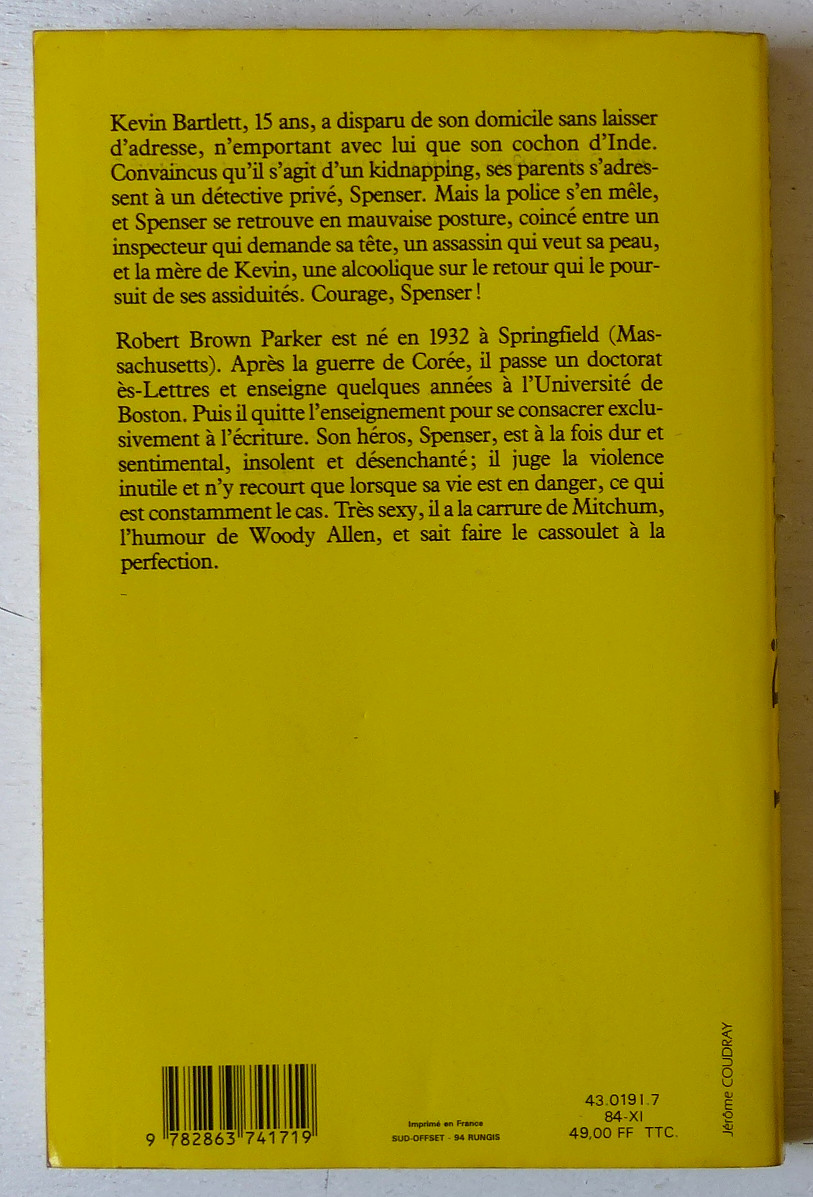 Kevin Bartlett, 15 ans, a disparu de son domicile sans laisser
d'adresse, n'emportant avec lui que son cochon d'Inde.
Convaincus qu'il s'agit d'un kidnapping, ses parents s'adres-
sent à un détective privé, Spenser. Mais la police s'en mêle,
et Spenser se retrouve en mauvaise posture, coincé entre un
inspecteur qui demande sa tête, un assassin qui veut sa peau,
et la mère de Kevin, une alcoolique sur le retour qui le pour-
suit de ses assiduités. Courage, Spenser !
Robert Brown Parker est né en 1932 à Springfield (Mas-
sachusetts). Après la guerre de Corée, il passe un doctorat
ès-Lettres et enseigne quelques années à l'Université de
Boston. Puis il quitte l'enseignement pour se consacrer exclu-
sivement à l'écriture. Son héros, Spenser, est à la fois dur et
sentimental, insolent et désenchanté ; il juge la violence
inutile et n'y recourt que lorsque sa vie est en danger, ce qui
est constamment le cas. Très sexy, il a la carrure de Mitchum,
l'humour de Woody Allen, et sait faire le cassoulet à la
perfection.
9 782863 741719
Imprimé en France
SUD-OFFSET - 94 RUNGIS
43.0191.7
84-XI
49,00 FF TTC.
Jérôme COUDRAY